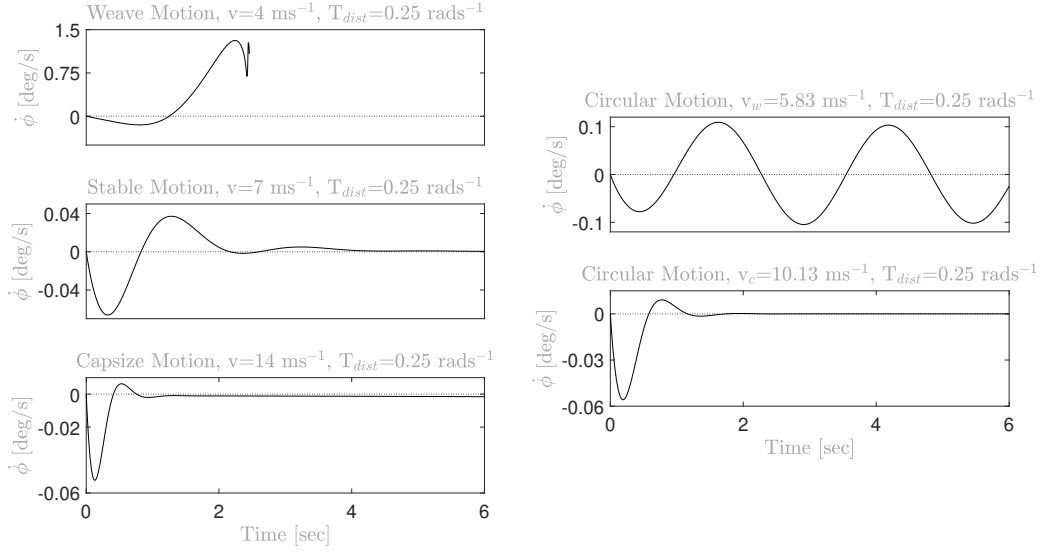 Weave Motion, v=4 ms⁻¹, T_dist=0.25 rads⁻¹
1.5
0.75
0
φ̇ [deg/s]
Stable Motion, v=7 ms⁻¹, T_dist=0.25 rads⁻¹
0.04
0
-0.04
φ̇ [deg/s]
Capsize Motion, v=14 ms⁻¹, T_dist=0.25 rads⁻¹
0
-0.02
-0.06
φ̇ [deg/s]
0 2 4 6
Time [sec]
Circular Motion, v_w=5.83 ms⁻¹, T_dist=0.25 rads⁻¹
0.1
0
-0.1
φ̇ [deg/s]
Circular Motion, v_c=10.13 ms⁻¹, T_dist=0.25 rads⁻¹
0
-0.03
-0.06
φ̇ [deg/s]
0 2 4 6
Time [sec]